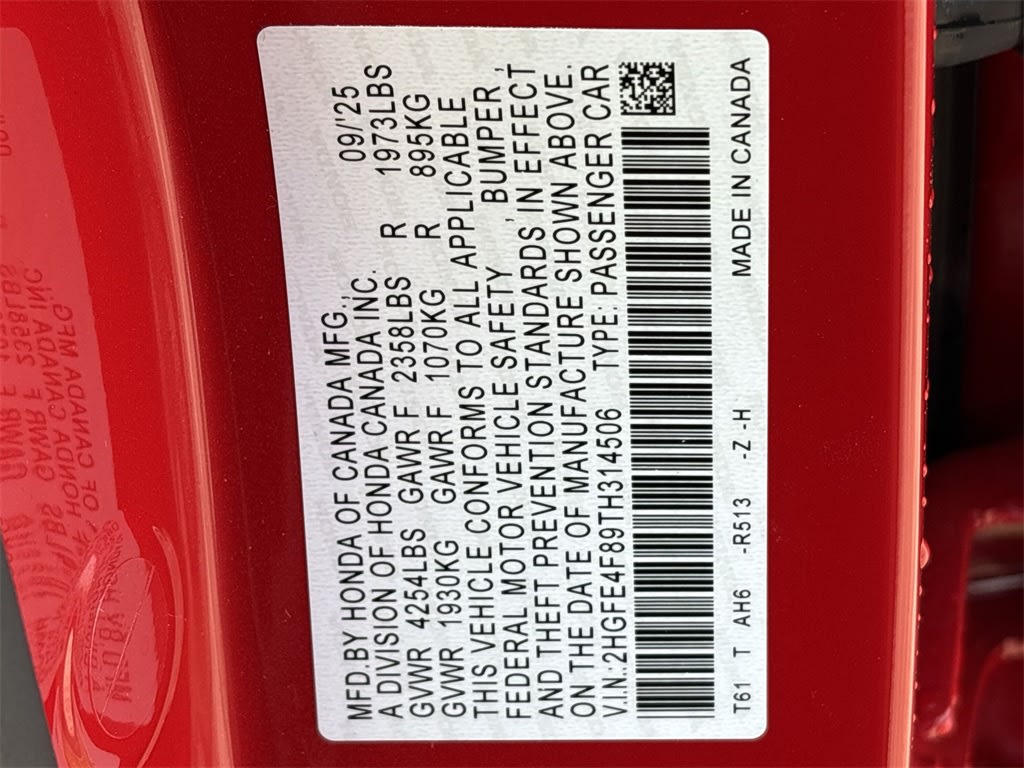 MFD.BY HONDA OF CANADA MFG., 09/'25
A DIVISION OF HONDA CANADA INC.
GVWR 4254LBS GAWR F 2358LBS R 1973LBS
GVWR 1930KG GAWR F 1070KG R 895KG
THIS VEHICLE CONFORMS TO ALL APPLICABLE
FEDERAL MOTOR VEHICLE SAFETY , BUMPER ,
AND THEFT PREVENTION STANDARDS IN EFFECT
ON THE DATE OF MANUFACTURE SHOWN ABOVE.
V.I.N.:2HGFE4F89TH314506 TYPE: PASSENGER CAR
T61 T AH6 -R513 -Z -H MADE IN CANADA